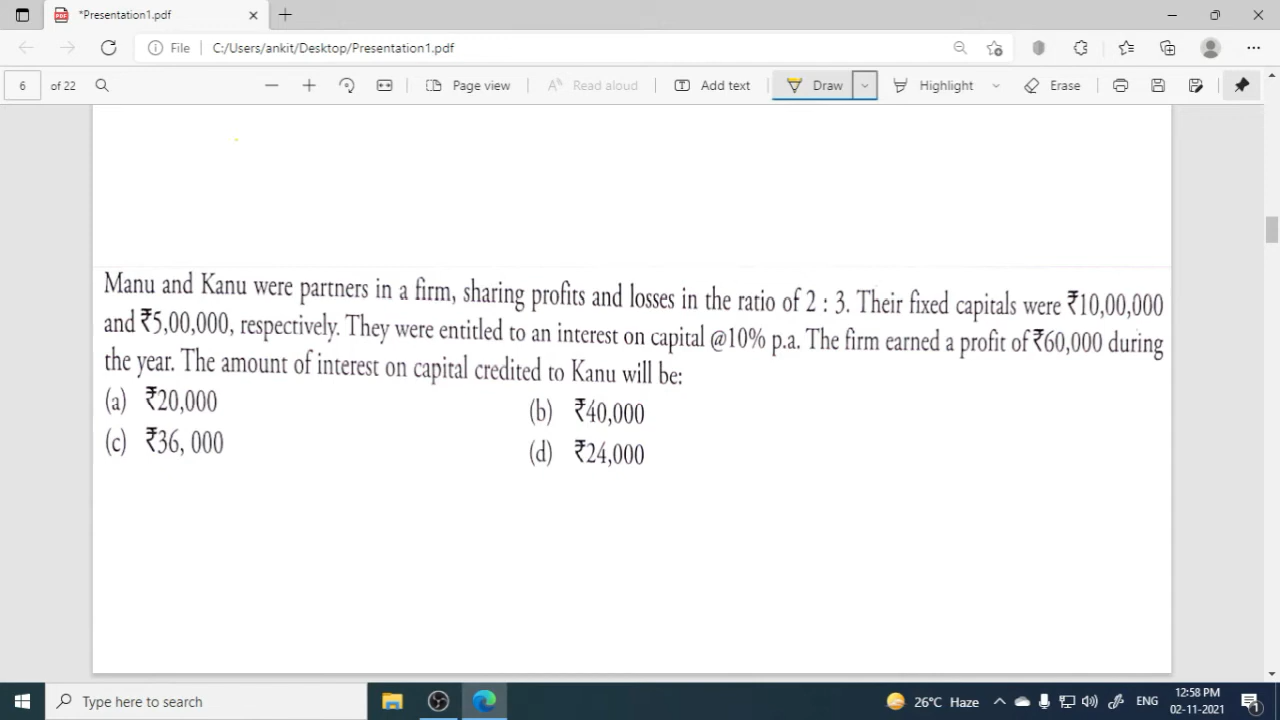 *Presentation1.pdf
File C:/Users/ankit/Desktop/Presentation1.pdf
6 of 22 Page view Read aloud Add text Draw Highlight Erase
Manu and Kanu were partners in a firm, sharing profits and losses in the ratio of 2 : 3. Their fixed capitals were ₹10,00,000
and ₹5,00,000, respectively. They were entitled to an interest on capital @10% p.a. The firm earned a profit of ₹60,000 during
the year. The amount of interest on capital credited to Kanu will be:
(a) ₹20,000 (b) ₹40,000
(c) ₹36, 000 (d) ₹24,000
Type here to search 26°C Haze ENG 12:58 PM
02-11-2021 1